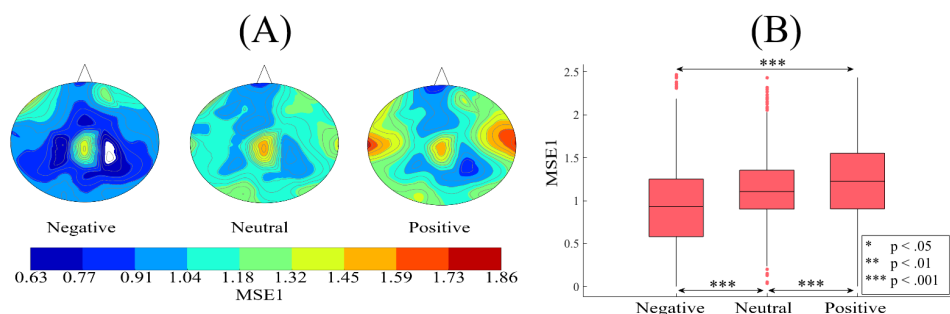 (A)
Negative Neutral Positive
0.63 0.77 0.91 1.04 1.18 1.32 1.45 1.59 1.73 1.86
MSE1
(B)
***
2.5
2
1.5
1
0.5
0
MSE1
* p < .05
** p < .01
*** p < .001
*** ***
Negative Neutral Positive